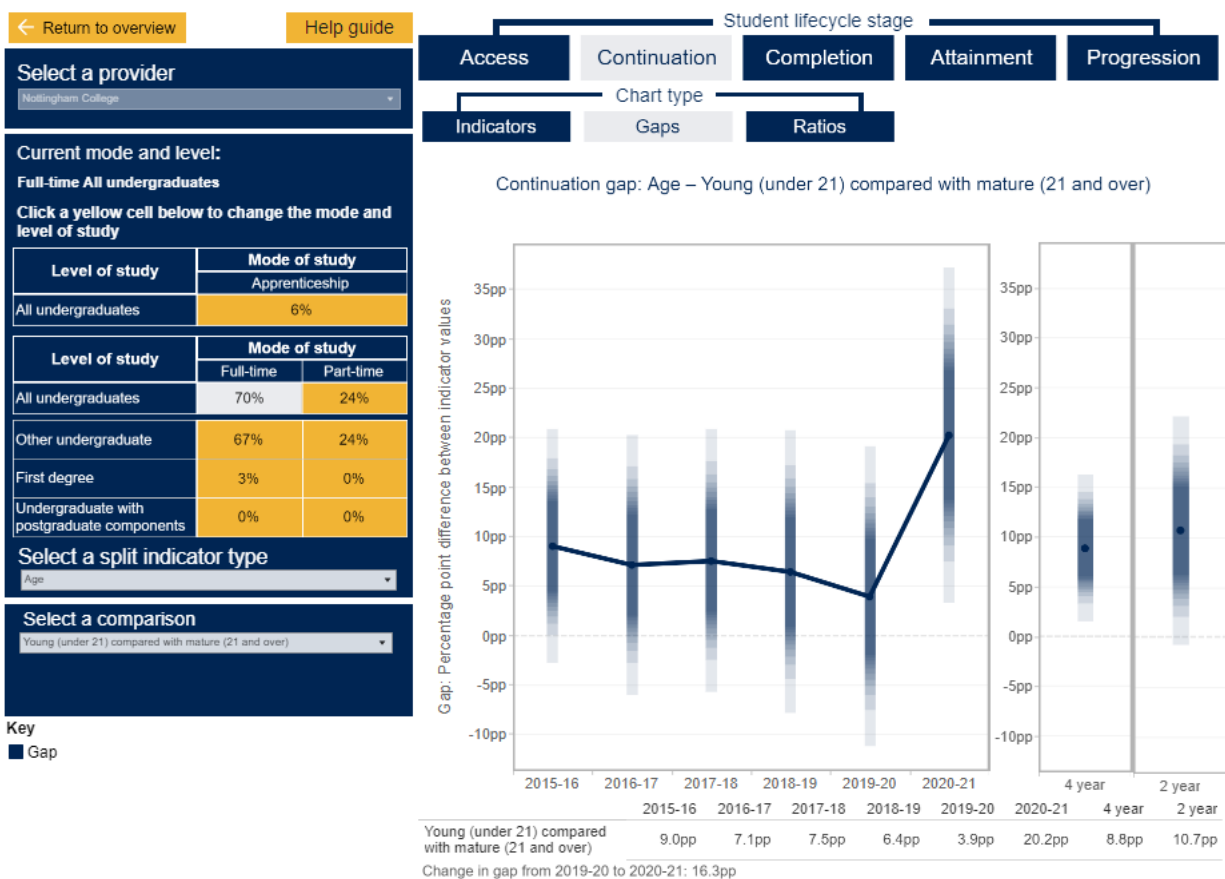 ← Return to overview
Help guide
Select a provider
Nottingham College
Current mode and level:
Full-time All undergraduates
Click a yellow cell below to change the mode and
level of study
Level of study
Mode of study
Apprenticeship
All undergraduates
6%
Level of study
Mode of study
Full-time
Part-time
All undergraduates
70%
24%
Other undergraduate
67%
24%
First degree
3%
0%
Undergraduate with
postgraduate components
0%
0%
Select a split indicator type
Age
Select a comparison
Young (under 21) compared with mature (21 and over)
Key
Gap
Student lifecycle stage
Access
Continuation
Completion
Attainment
Progression
Chart type
Indicators
Gaps
Ratios
Continuation gap: Age – Young (under 21) compared with mature (21 and over)
Gap: Percentage point difference between indicator values
35pp
30pp
25pp
20pp
15pp
10pp
5pp
0pp
-5pp
-10pp
35pp
30pp
25pp
20pp
15pp
10pp
5pp
0pp
-5pp
-10pp
2015-16
2016-17
2017-18
2018-19
2019-20
2020-21
4 year
2 year
2015-16 2016-17 2017-18 2018-19 2019-20 2020-21 4 year 2 year
Young (under 21) compared
with mature (21 and over)
9.0pp 7.1pp 7.5pp 6.4pp 3.9pp 20.2pp 8.8pp 10.7pp
Change in gap from 2019-20 to 2020-21: 16.3pp